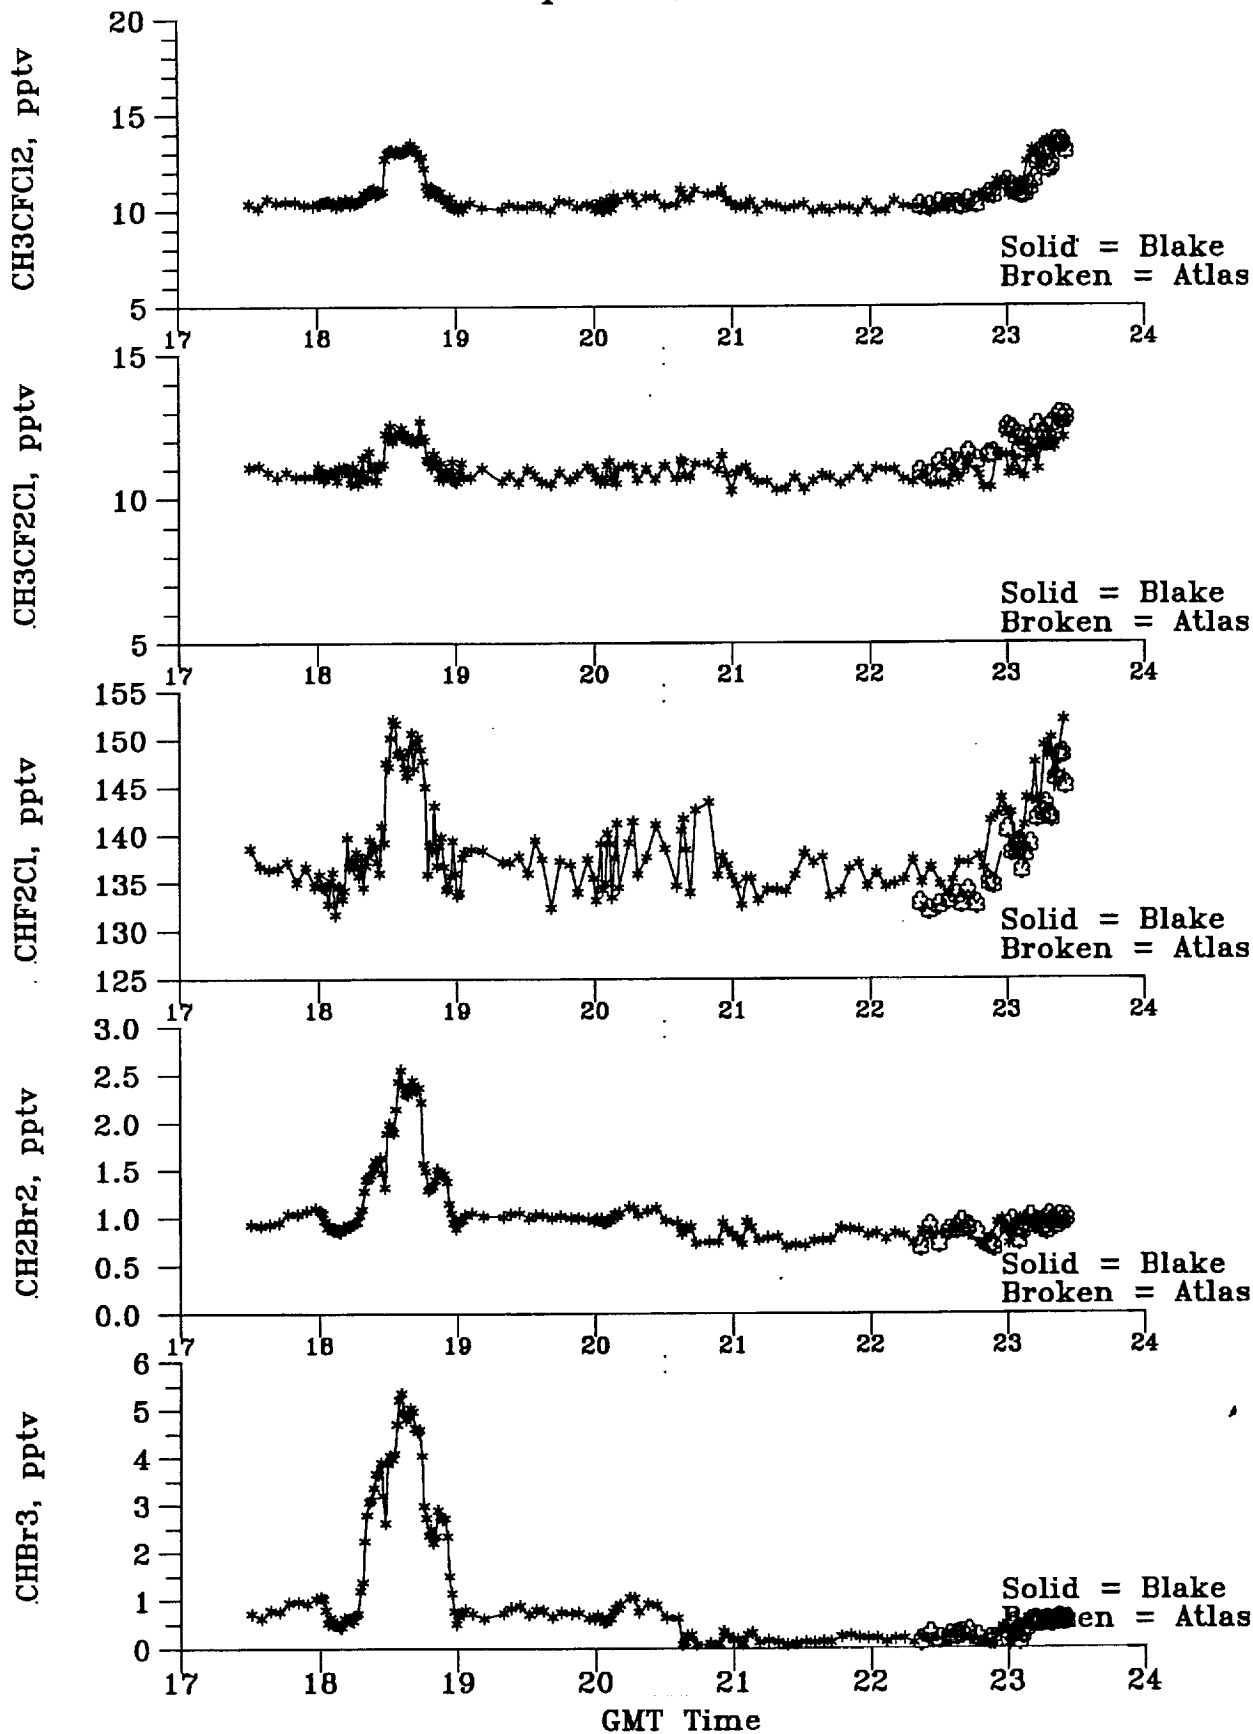 20
15
10
5
CH3CFCl2, pptv
Solid = Blake
Broken = Atlas
17 18 19 20 21 22 23 24
15
10
5
CH3CF2Cl, pptv
Solid = Blake
Broken = Atlas
17 18 19 20 21 22 23 24
155
150
145
140
135
130
125
CHF2Cl, pptv
Solid = Blake
Broken = Atlas
17 18 19 20 21 22 23 24
3.0
2.5
2.0
1.5
1.0
0.5
0.0
CH2Br2, pptv
Solid = Blake
Broken = Atlas
17 18 19 20 21 22 23 24
6
5
4
3
2
1
0
CHBr3, pptv
Solid = Blake
Broken = Atlas
17 18 19 20 21 22 23 24
GMT Time